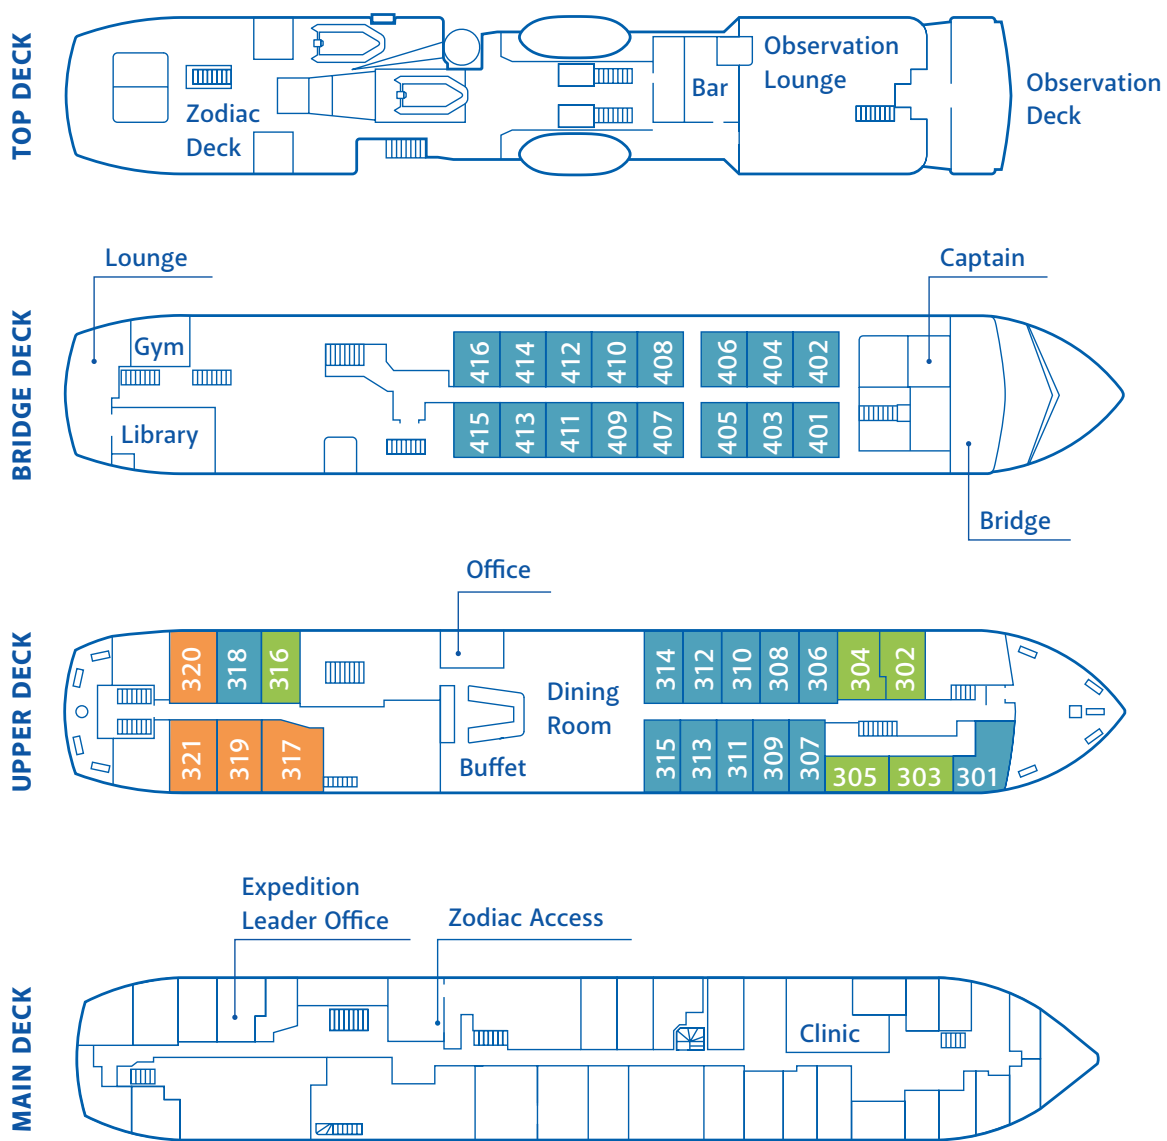 TOP DECK
Observation
Lounge
Bar
Observation
Deck
Zodiac
Deck
BRIDGE DECK
Lounge
Captain
Gym
Library
416
414
412
410
408
406
404
402
415
413
411
409
407
405
403
401
Bridge
UPPER DECK
Office
320
318
316
314
312
310
308
306
304
302
Dining
Room
Buffet
321
319
317
315
313
311
309
307
305
303
301
MAIN DECK
Expedition
Leader Office
Zodiac Access
Clinic